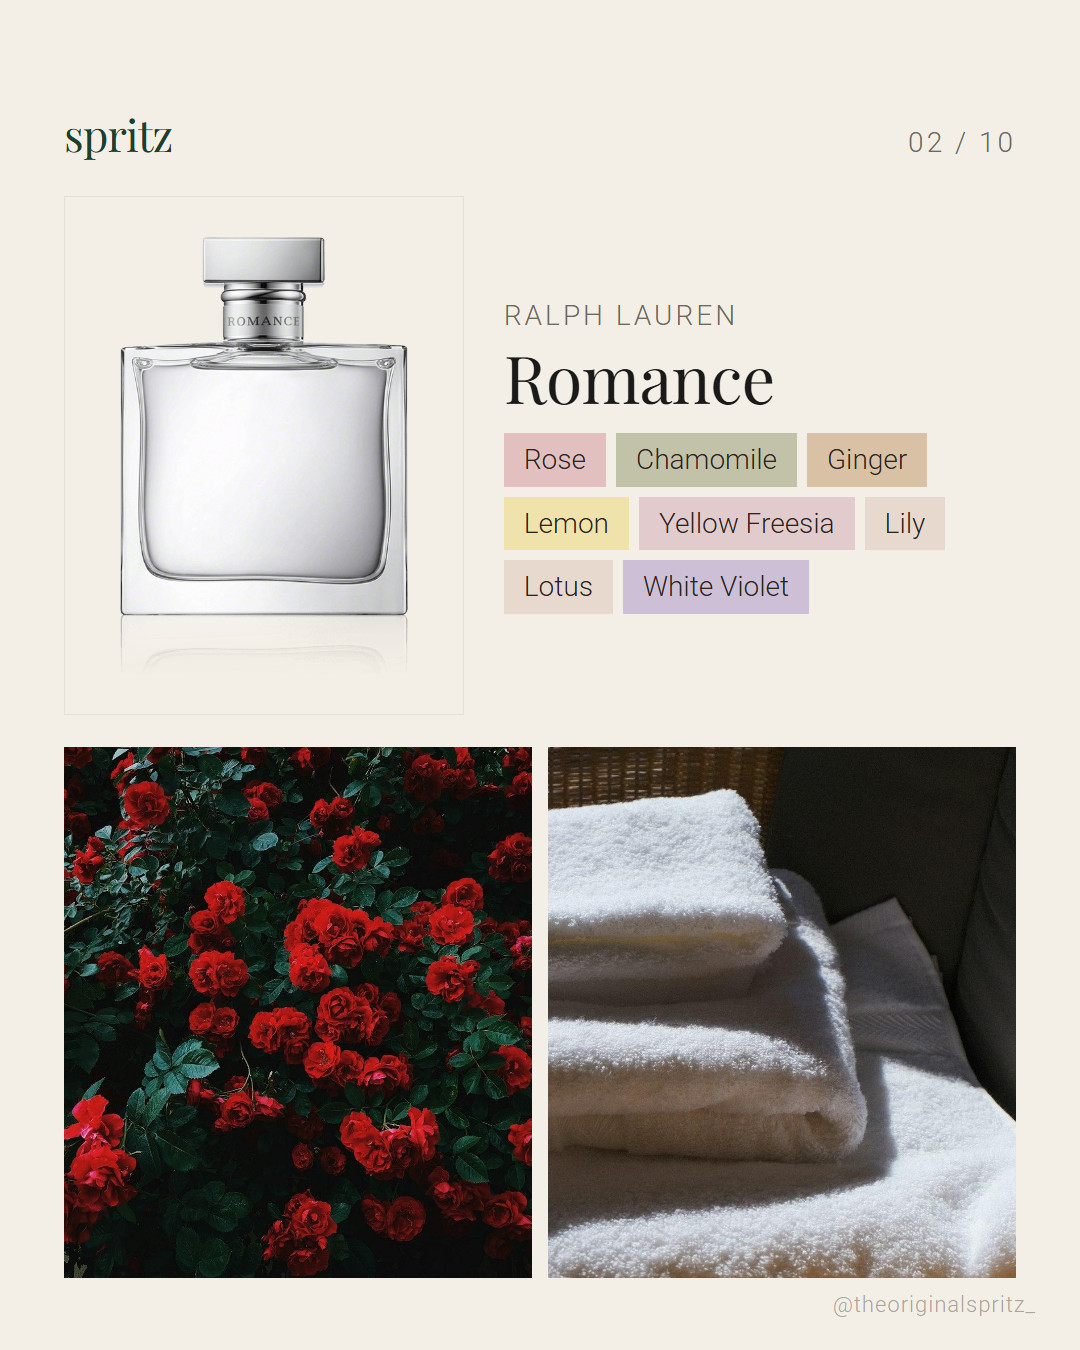 spritz
02 / 10
ROMANCE
RALPH LAUREN
Romance
Rose Chamomile Ginger
Lemon Yellow Freesia Lily
Lotus White Violet
@theoriginalspritz_